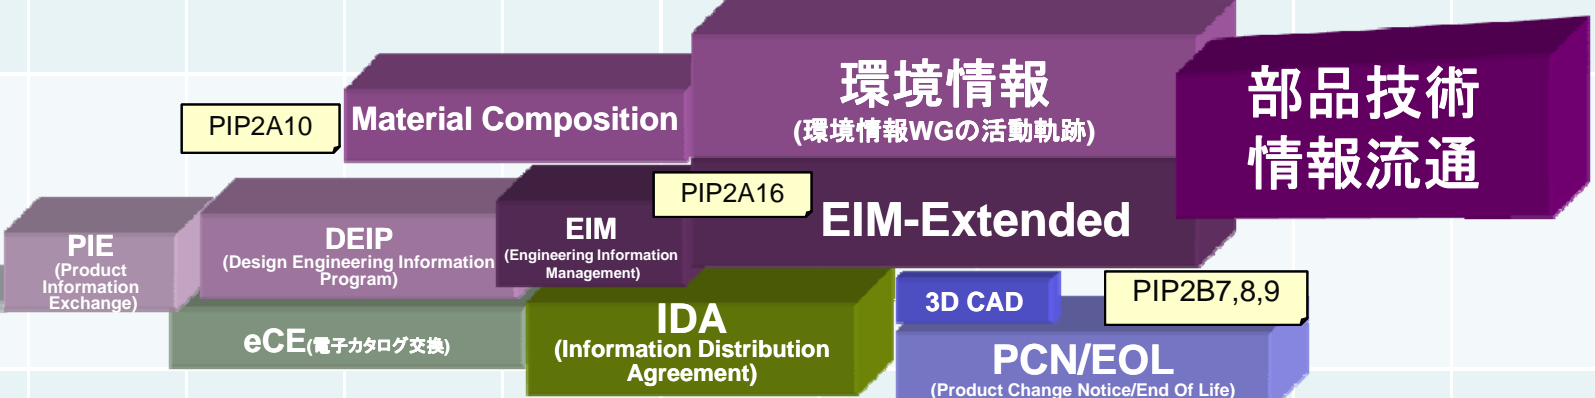 環境情報
(環境情報WGの活動軌跡)
部品技術
情報流通
Material Composition
PIP2A10
PIP2A16
EIM-Extended
EIM
(Engineering Information
Management)
DEIP
(Design Engineering Information
Program)
PIE
(Product
Information
Exchange)
eCE(電子カタログ交換)
IDA
(Information Distribution
Agreement)
3D CAD
PIP2B7,8,9
PCN/EOL
(Product Change Notice/End Of Life)